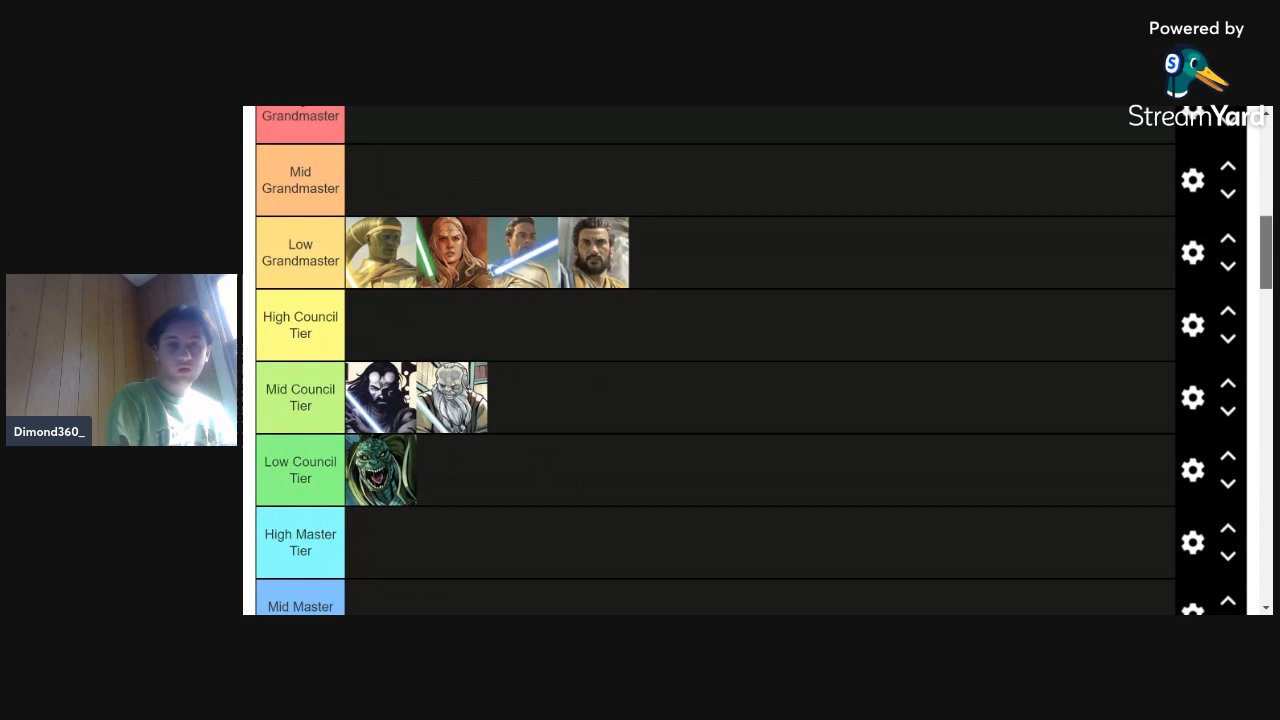 Powered by
S
StreamYard
Grandmaster
Mid
Grandmaster
Low
Grandmaster
High Council
Tier
Mid Council
Tier
Low Council
Tier
High Master
Tier
Mid Master
Dimond360_